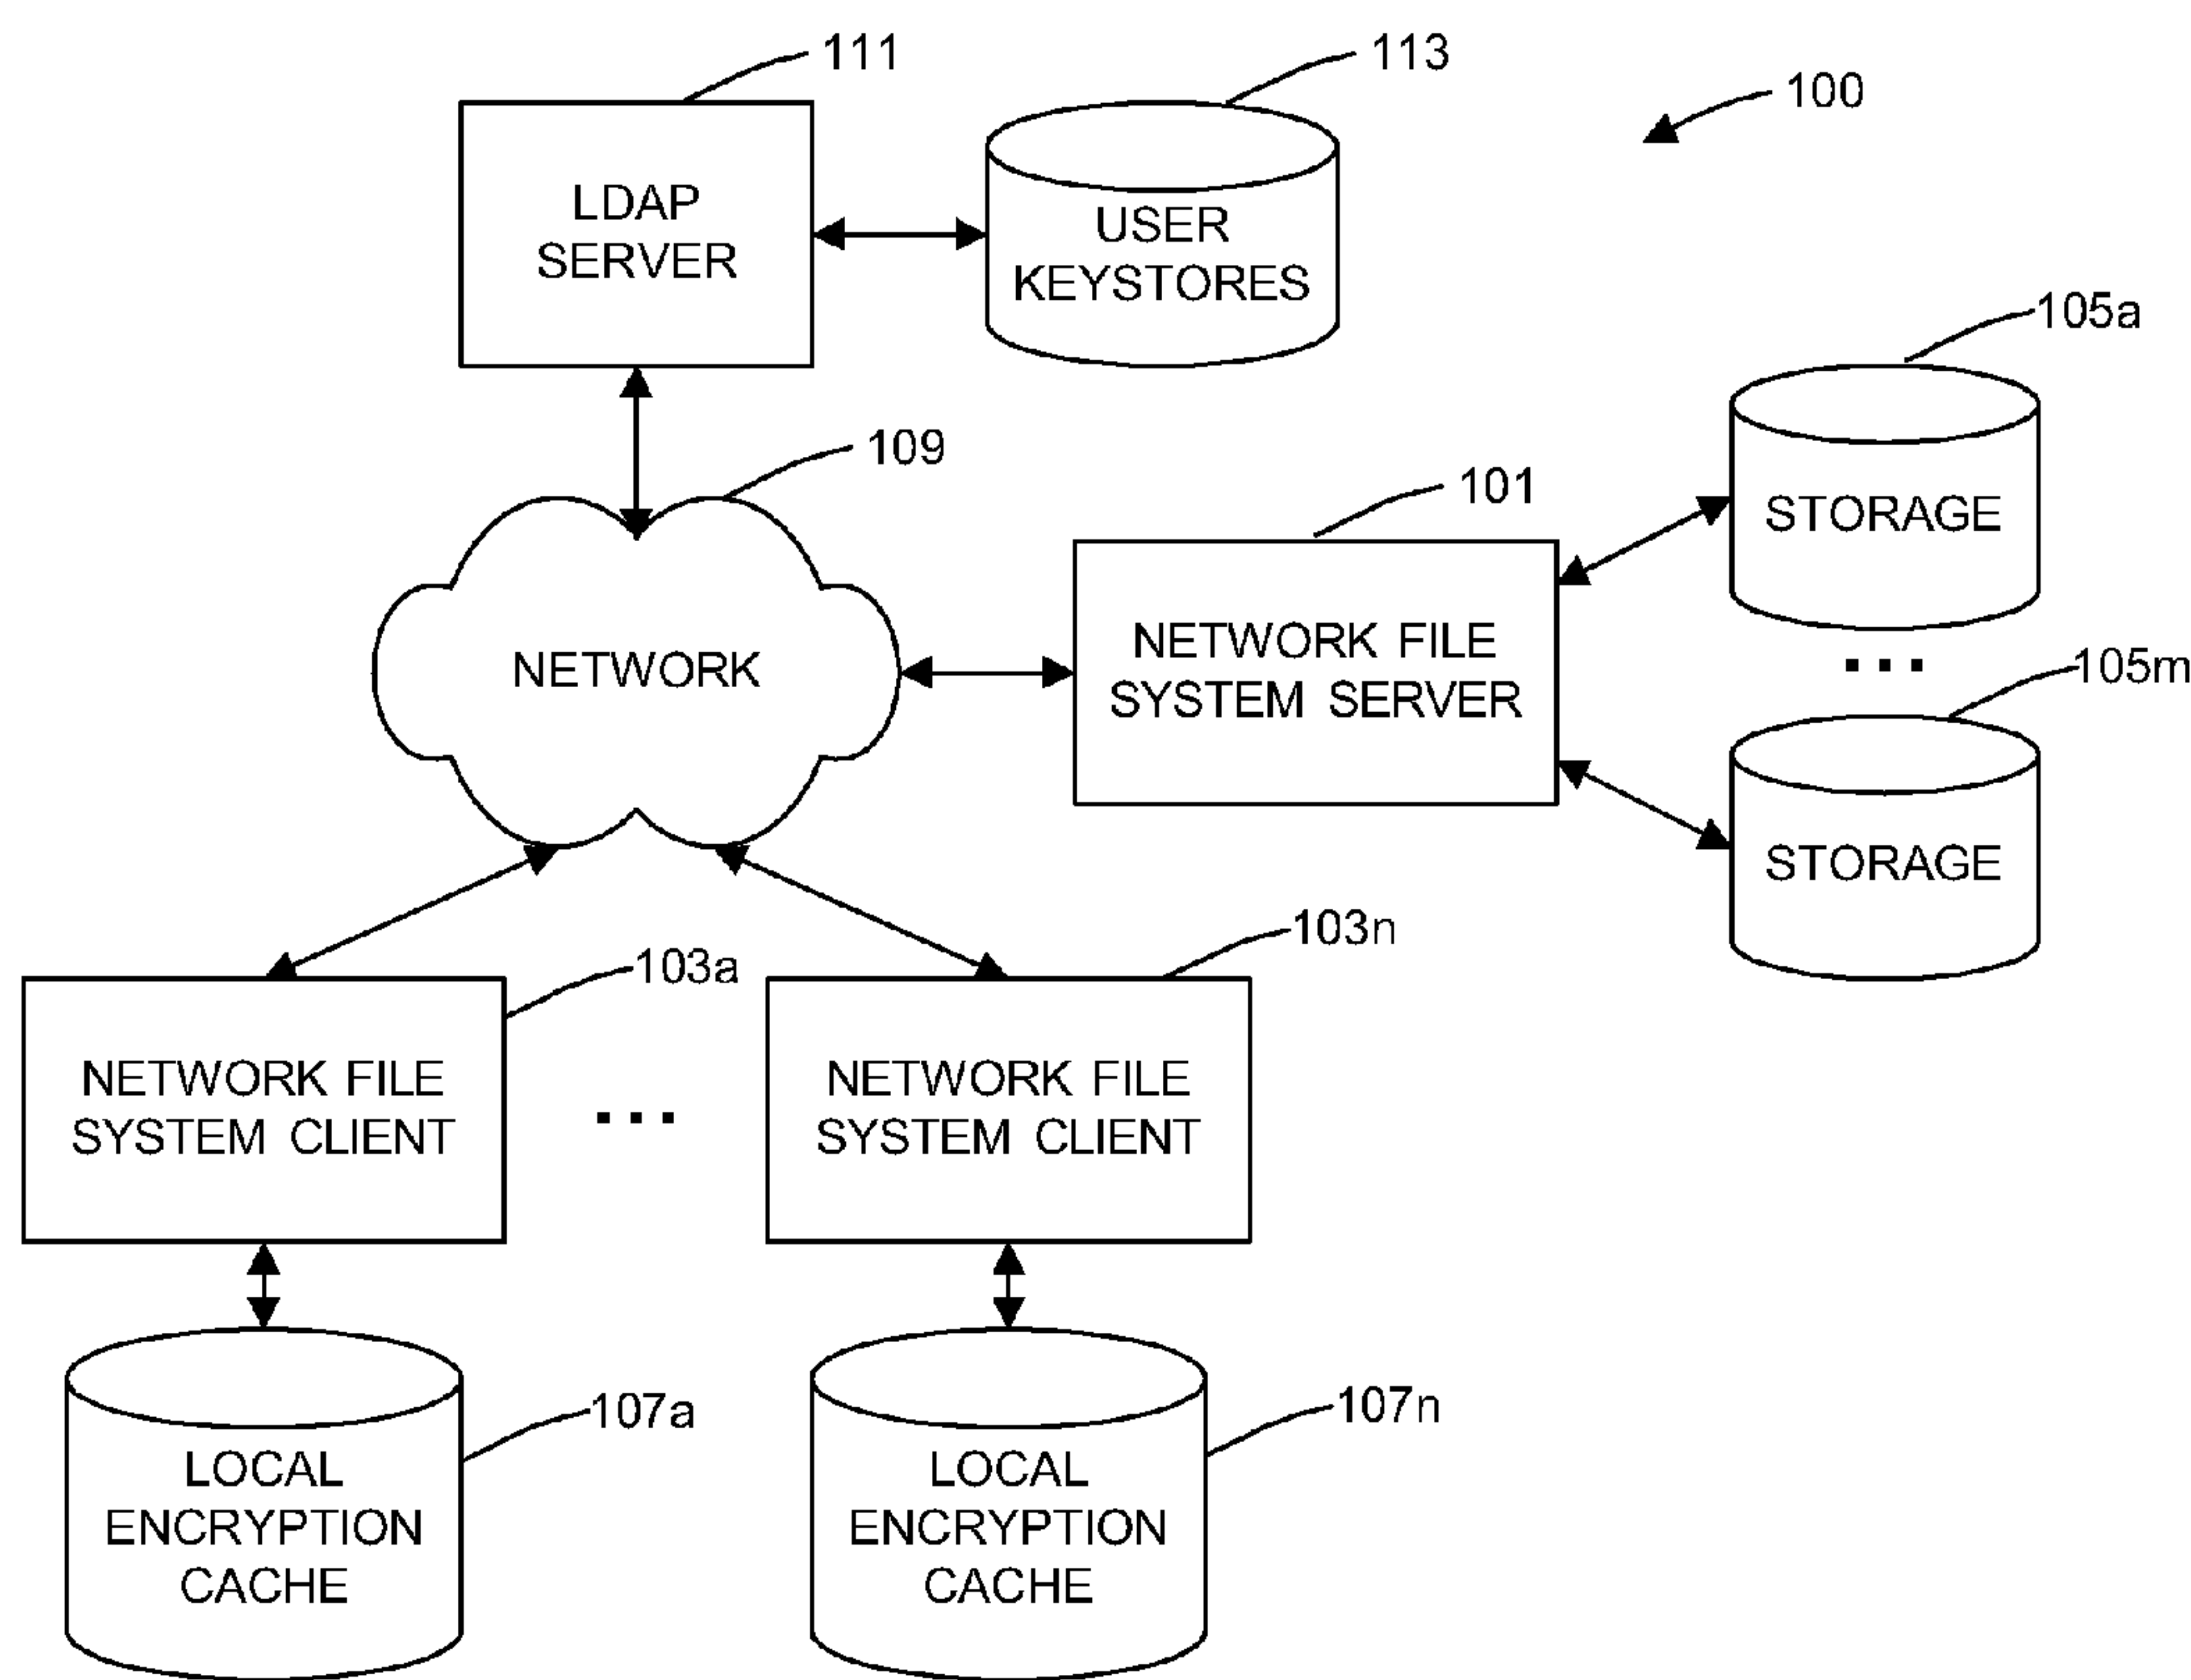 111
113
100
LDAP
SERVER
USER
KEYSTORES
105a
109
101
STORAGE
NETWORK
NETWORK FILE
SYSTEM SERVER
105m
STORAGE
103a
103n
NETWORK FILE
SYSTEM CLIENT
...
NETWORK FILE
SYSTEM CLIENT
...
107a
107n
LOCAL
ENCRYPTION
CACHE
LOCAL
ENCRYPTION
CACHE